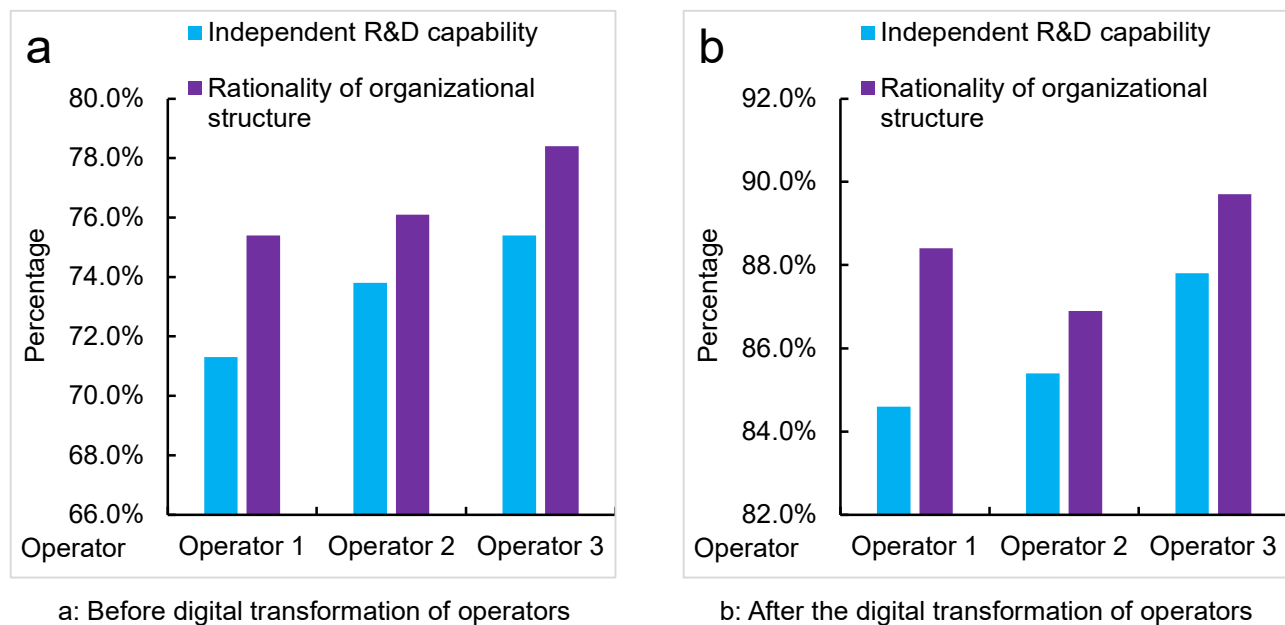 a
Independent R&D capability
Rationality of organizational
structure
80.0%
78.0%
76.0%
74.0%
72.0%
70.0%
68.0%
66.0%
Percentage
Operator
Operator 1
Operator 2
Operator 3
a: Before digital transformation of operators
b
Independent R&D capability
Rationality of organizational
structure
92.0%
90.0%
88.0%
86.0%
84.0%
82.0%
Percentage
Operator
Operator 1
Operator 2
Operator 3
b: After the digital transformation of operators